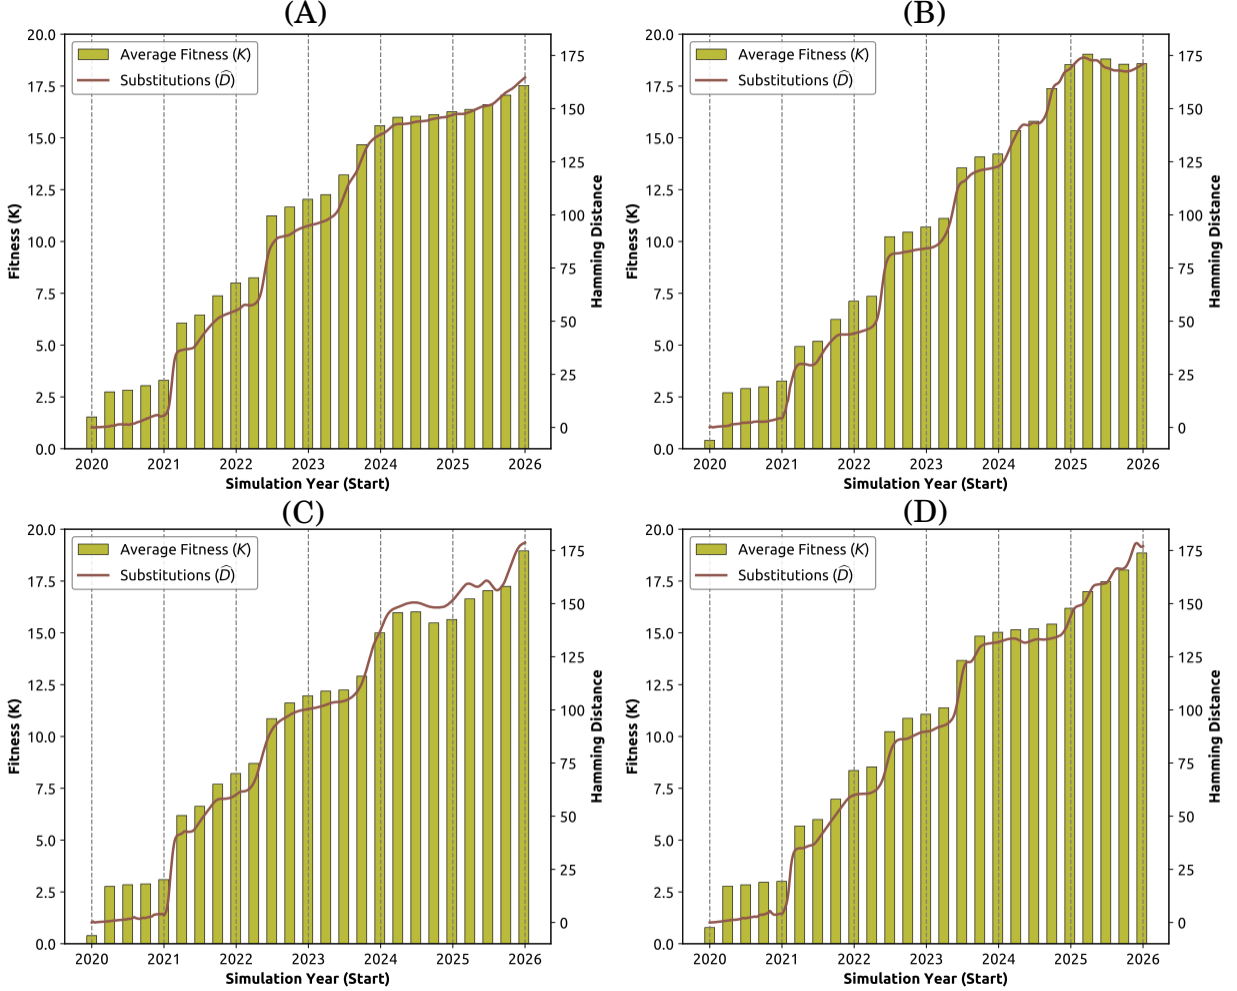 (A)
20.0
17.5
15.0
12.5
10.0
7.5
5.0
2.5
0.0
Fitness (K)
Average Fitness (K)
Substitutions (D̂)
175
150
125
100
75
50
25
0
Hamming Distance
2020 2021 2022 2023 2024 2025 2026
Simulation Year (Start)
(B)
20.0
17.5
15.0
12.5
10.0
7.5
5.0
2.5
0.0
Fitness (K)
Average Fitness (K)
Substitutions (D̂)
175
150
125
100
75
50
25
0
Hamming Distance
2020 2021 2022 2023 2024 2025 2026
Simulation Year (Start)
(C)
20.0
17.5
15.0
12.5
10.0
7.5
5.0
2.5
0.0
Fitness (K)
Average Fitness (K)
Substitutions (D̂)
175
150
125
100
75
50
25
0
Hamming Distance
2020 2021 2022 2023 2024 2025 2026
Simulation Year (Start)
(D)
20.0
17.5
15.0
12.5
10.0
7.5
5.0
2.5
0.0
Fitness (K)
Average Fitness (K)
Substitutions (D̂)
175
150
125
100
75
50
25
0
Hamming Distance
2020 2021 2022 2023 2024 2025 2026
Simulation Year (Start)